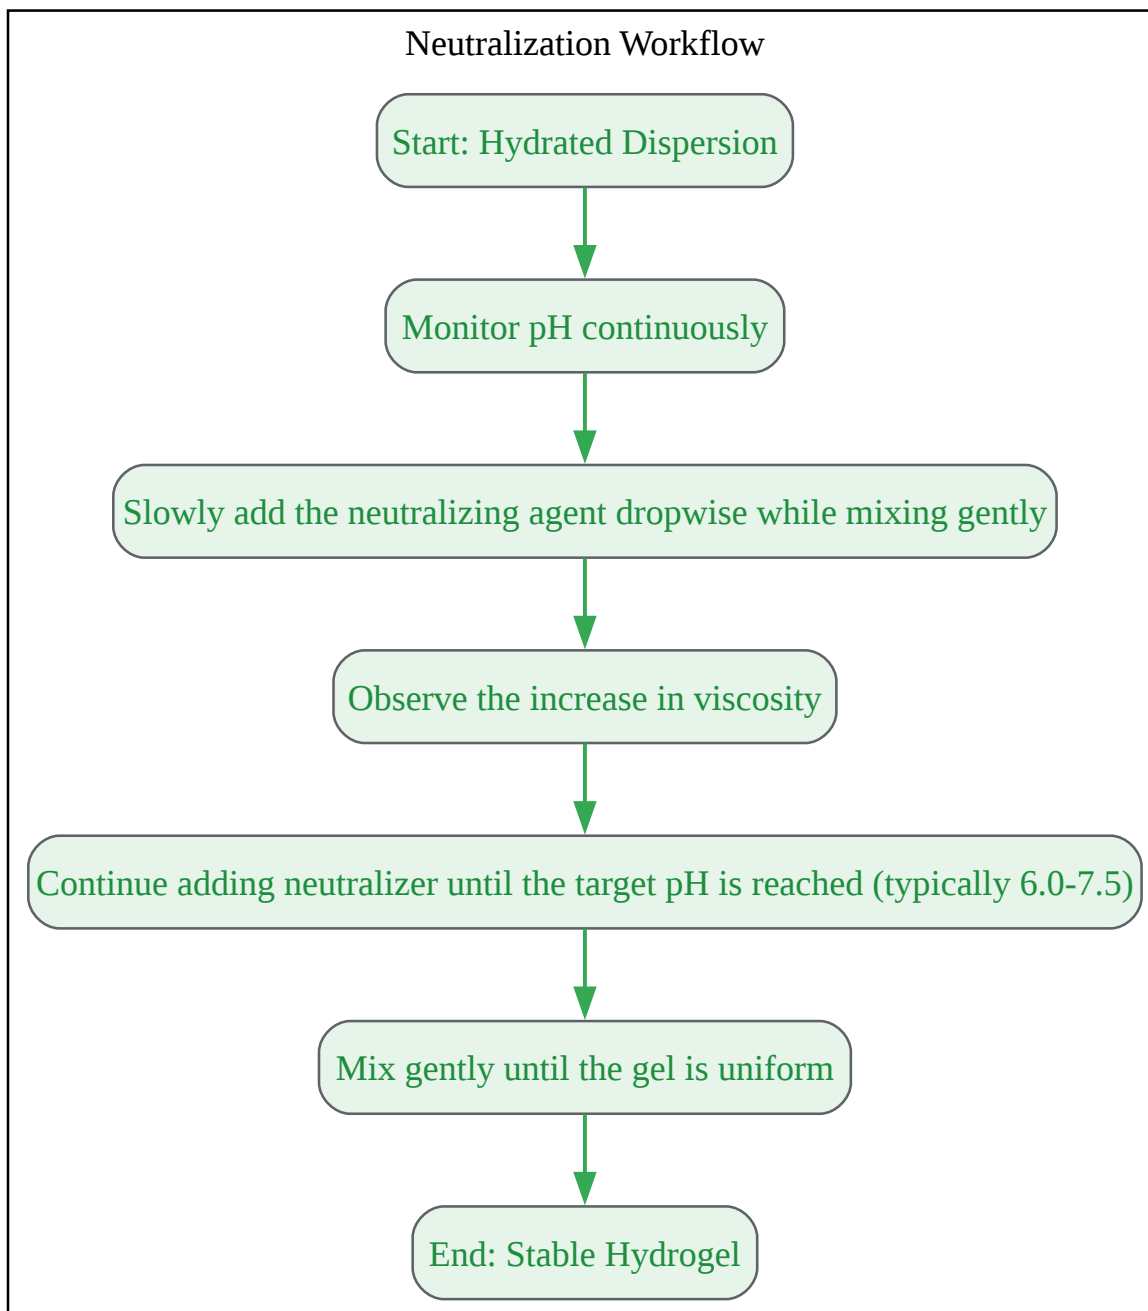 Neutralization Workflow
Start: Hydrated Dispersion
Monitor pH continuously
Slowly add the neutralizing agent dropwise while mixing gently
Observe the increase in viscosity
Continue adding neutralizer until the target pH is reached (typically 6.0-7.5)
Mix gently until the gel is uniform
End: Stable Hydrogel